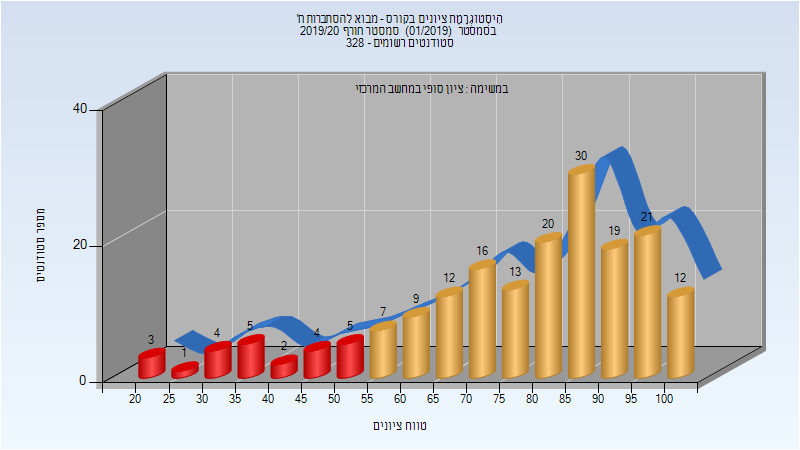 היסטוגרמת ציונים בקורס - מבוא להסתברות ח'
בסמסטר (01/2019) סמסטר חורף 2019/20
סטודנטים רשומים - 328
במשימה : ציון סופי במחשב המרכזי
מספר סטודנטים
40
20
0
3
1
4
5
2
4
5
7
9
12
16
13
20
30
19
21
12
20 25 30 35 40 45 50 55 60 65 70 75 80 85 90 95 100
טווח ציונים